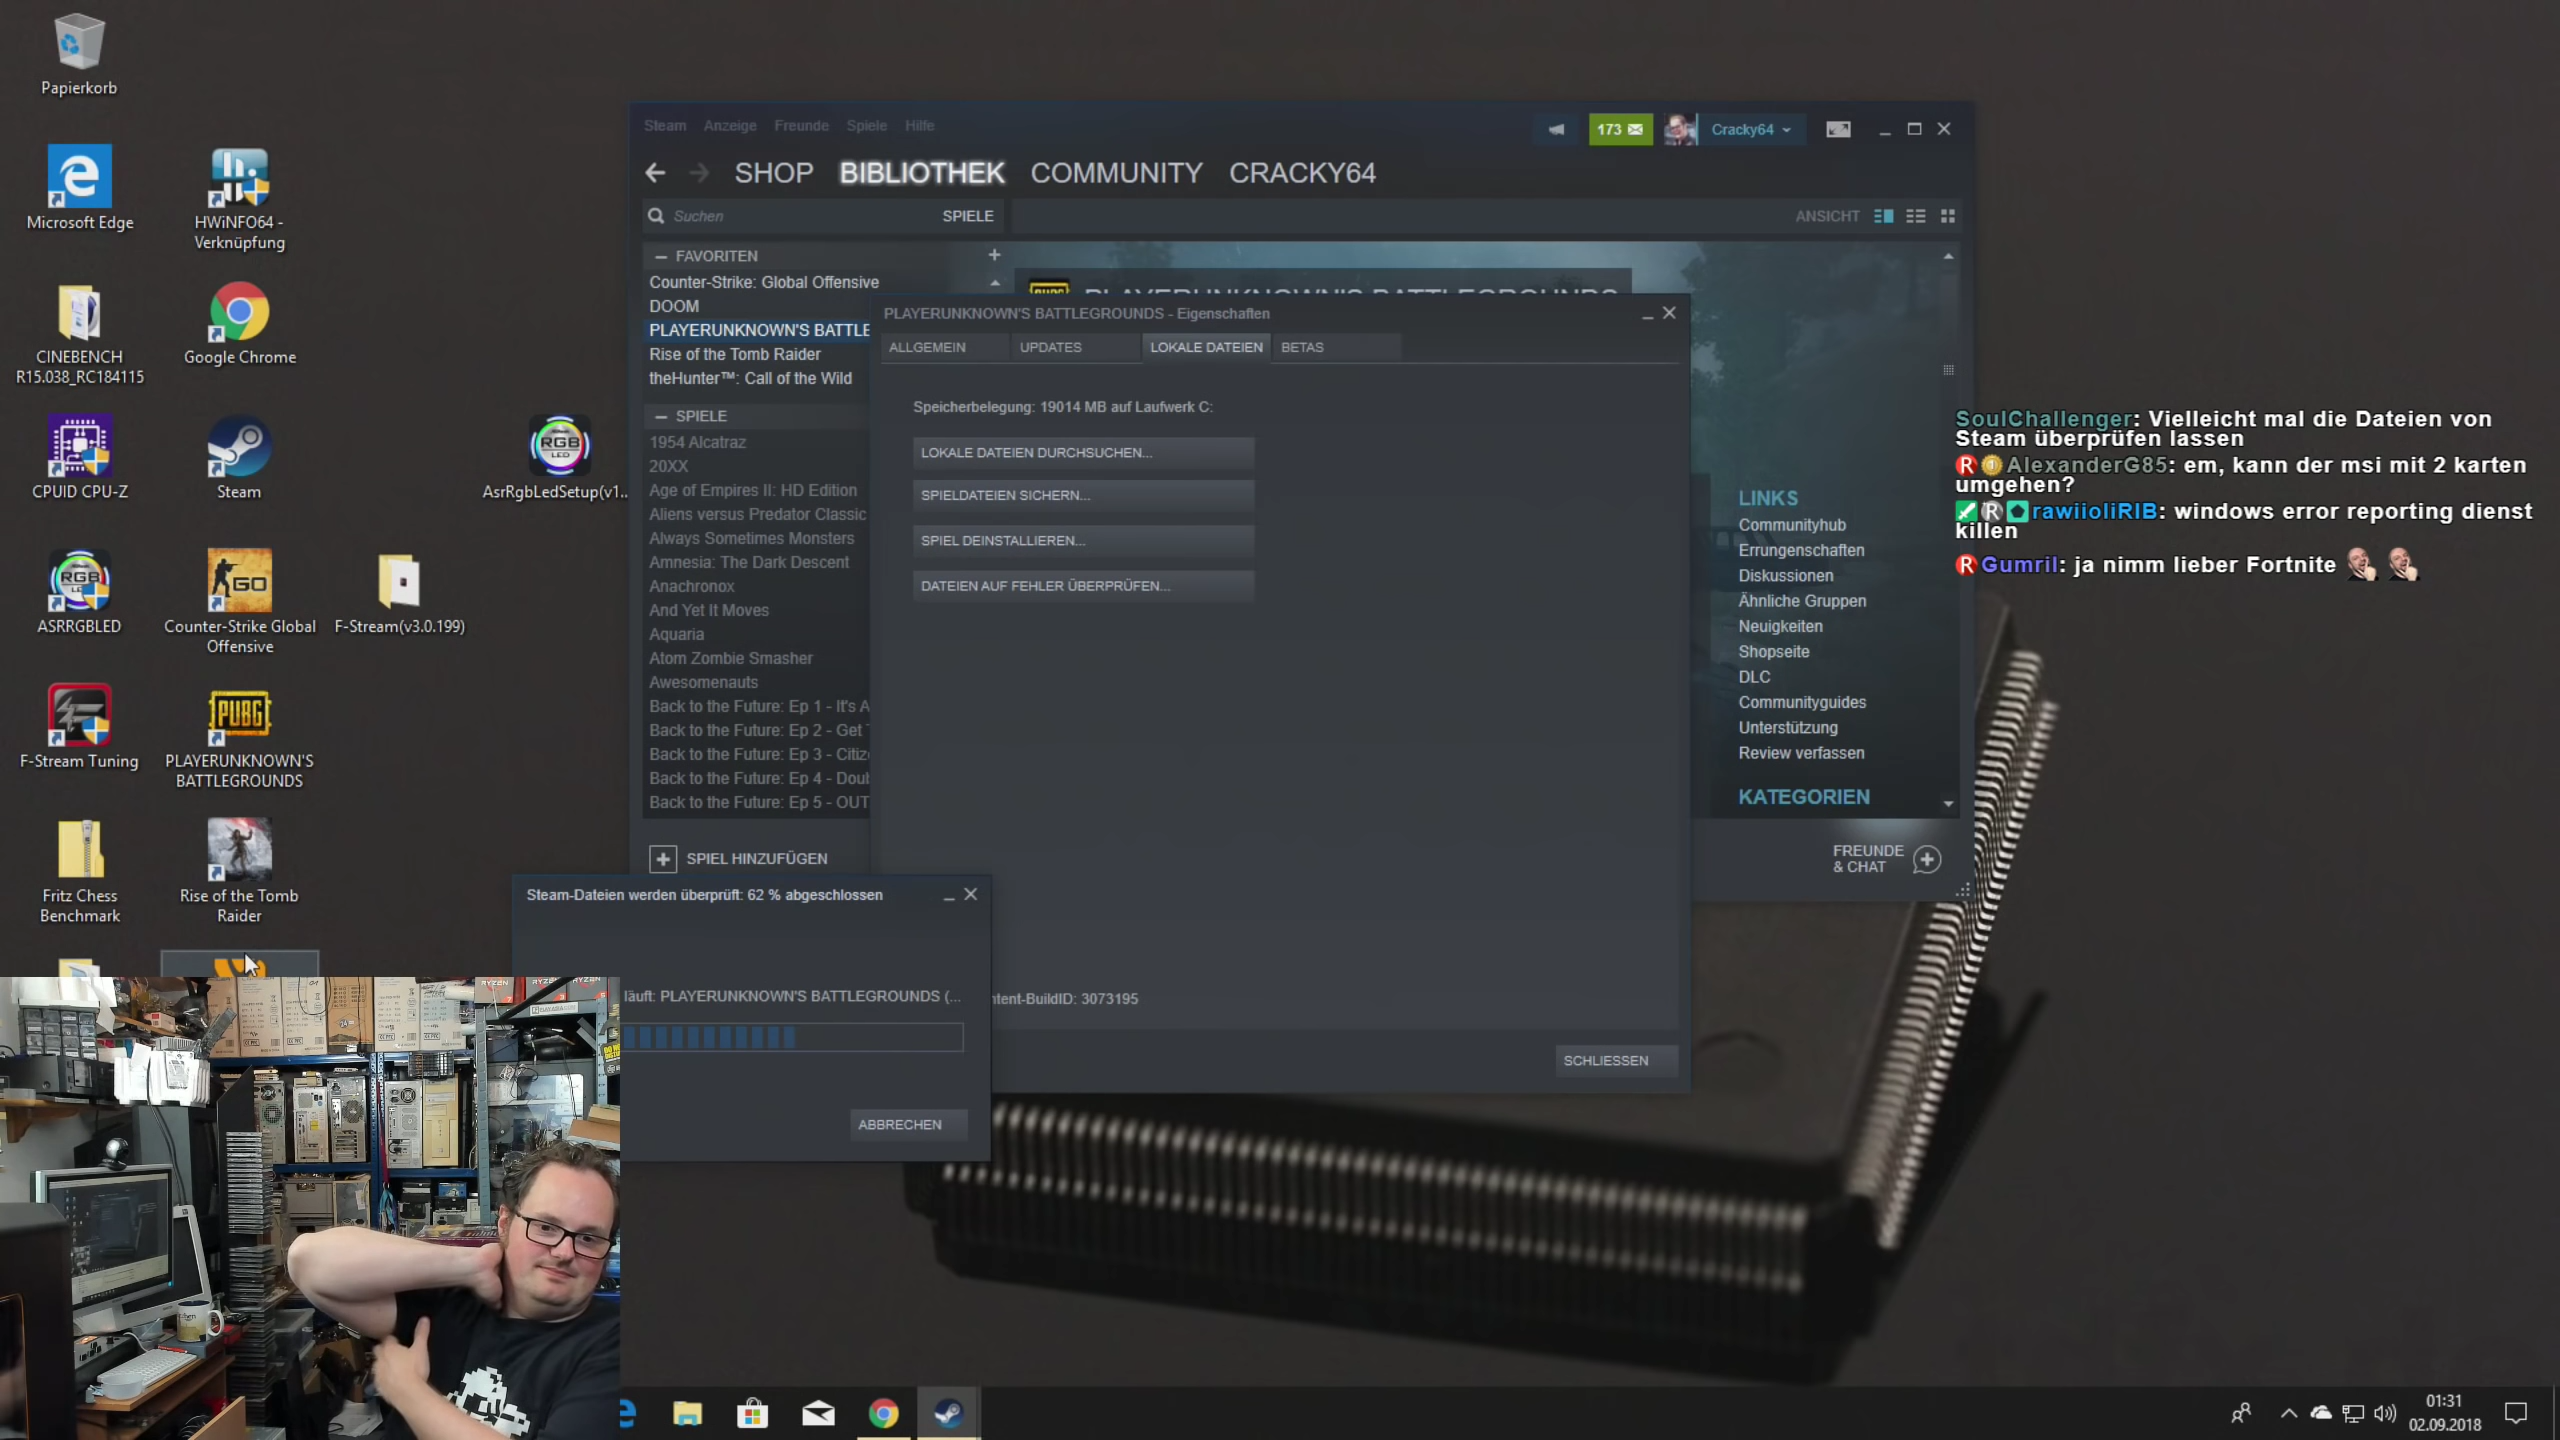 Papierkorb
Microsoft Edge
HWiNFO64 -
Verknüpfung
CINEBENCH
R15.038_RC184115
Google Chrome
CPUID CPU-Z
Steam
RGB
LED
AsrRgbLedSetup(v1...
RGB
ASRRGBLED
GO
Counter-Strike Global
Offensive
F-Stream(v3.0.199)
F-Stream Tuning
PUBG
PLAYERUNKNOWN'S
BATTLEGROUNDS
Fritz Chess
Benchmark
Rise of the Tomb
Raider
Steam Anzeige Freunde Spiele Hilfe
173
Cracky64
SHOP BIBLIOTHEK COMMUNITY CRACKY64
Suchen
SPIELE
ANSICHT
— FAVORITEN +
Counter-Strike: Global Offensive
DOOM
PLAYERUNKNOWN'S BATTLE
Rise of the Tomb Raider
theHunter™: Call of the Wild
— SPIELE
1954 Alcatraz
20XX
Age of Empires II: HD Edition
Aliens versus Predator Classic
Always Sometimes Monsters
Amnesia: The Dark Descent
Anachronox
And Yet It Moves
Aquaria
Atom Zombie Smasher
Awesomenauts
Back to the Future: Ep 1 - It's A
Back to the Future: Ep 2 - Get
Back to the Future: Ep 3 - Citiz
Back to the Future: Ep 4 - Doub
Back to the Future: Ep 5 - OUT
+ SPIEL HINZUFÜGEN
PLAYERUNKNOWN'S BATTLEGROUNDS
PLAYERUNKNOWN'S BATTLEGROUNDS - Eigenschaften
ALLGEMEIN UPDATES LOKALE DATEIEN BETAS
Speicherbelegung: 19014 MB auf Laufwerk C:
LOKALE DATEIEN DURCHSUCHEN...
SPIELDATEIEN SICHERN...
SPIEL DEINSTALLIEREN...
DATEIEN AUF FEHLER ÜBERPRÜFEN...
ntent-BuildID: 3073195
SCHLIESSEN
LINKS
Communityhub
Errungenschaften
Diskussionen
Ähnliche Gruppen
Neuigkeiten
Shopseite
DLC
Communityguides
Unterstützung
Review verfassen
KATEGORIEN
FREUNDE
& CHAT
Steam-Dateien werden überprüft: 62 % abgeschlossen
läuft: PLAYERUNKNOWN'S BATTLEGROUNDS (...
ABBRECHEN
SoulChallenger: Vielleicht mal die Dateien von
Steam überprüfen lassen
R AlexanderG85: em, kann der msi mit 2 karten
umgehen?
R rawiioliRIB: windows error reporting dienst
killen
R Gumril: ja nimm lieber Fortnite
RYZEN
01:31
02.09.2018